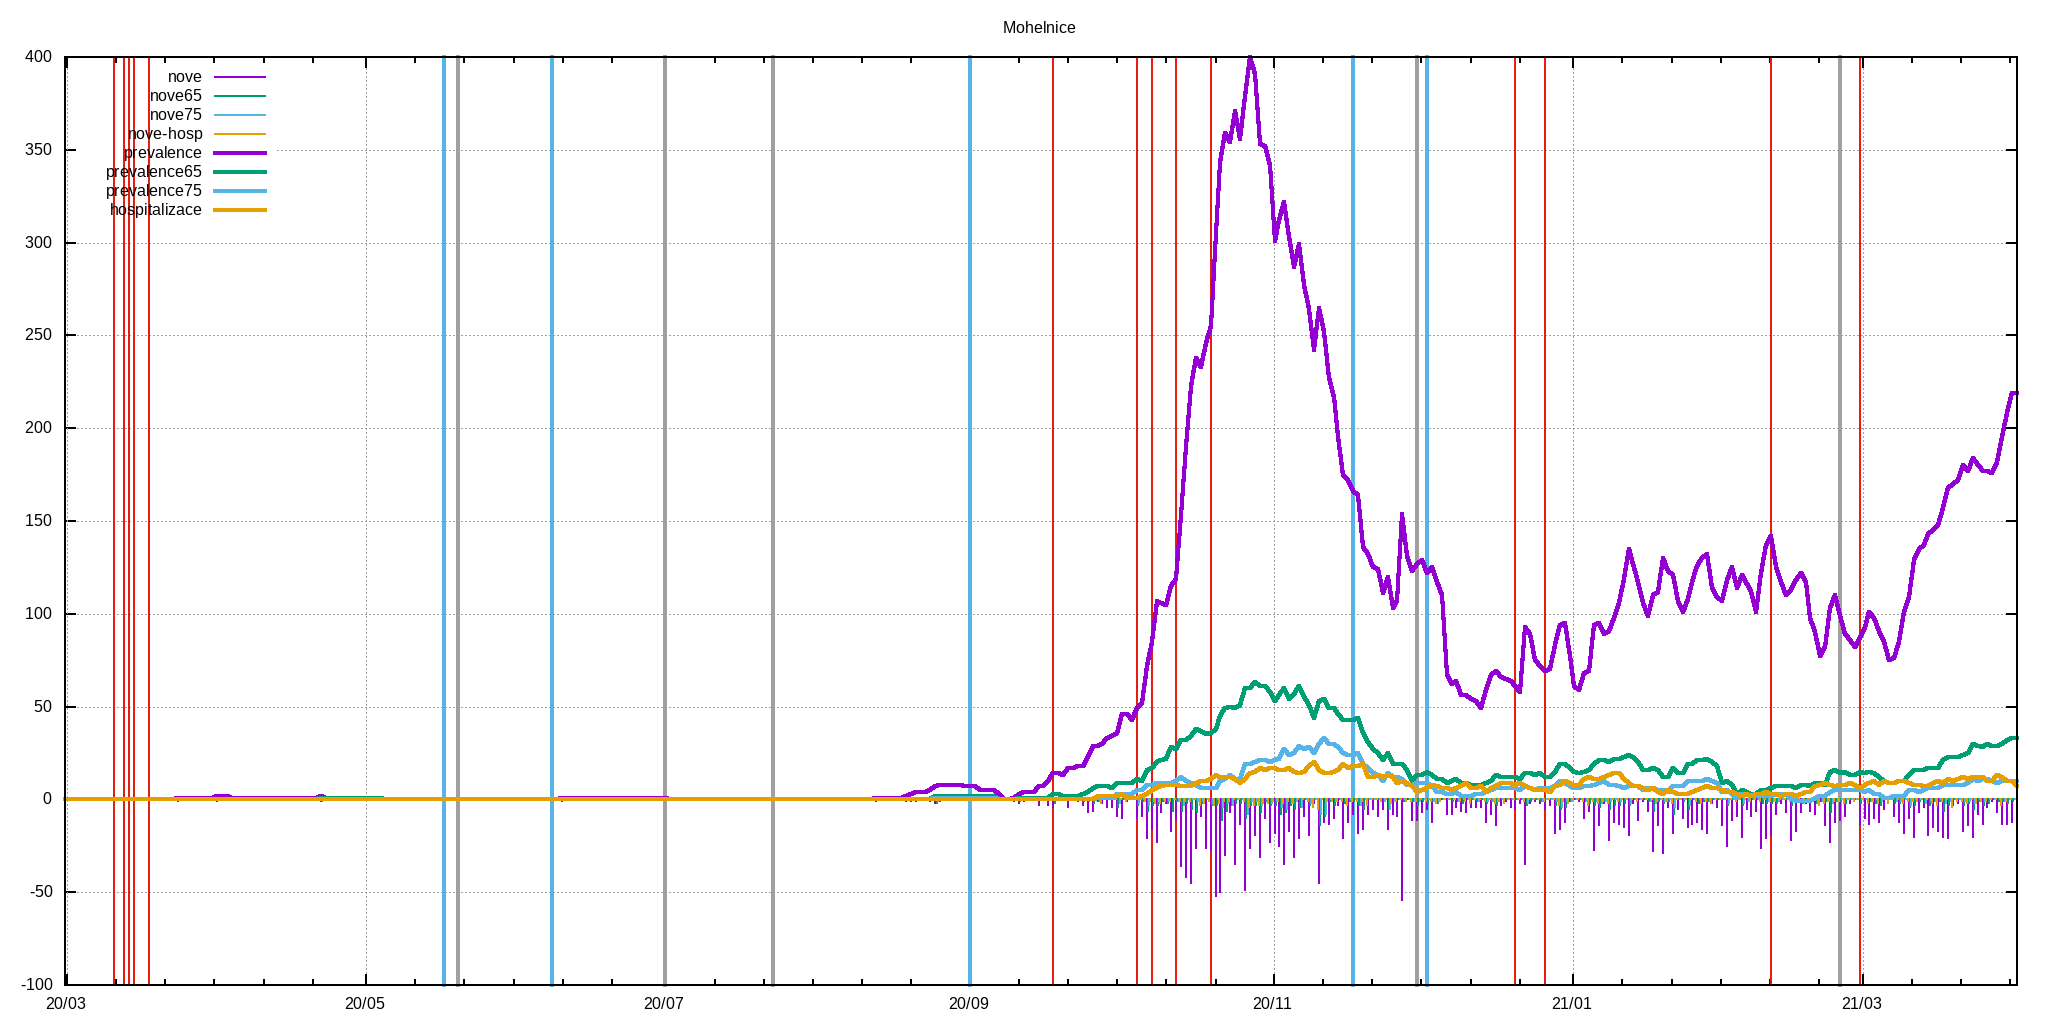 Mohelnice
400
350
300
250
200
150
100
50
0
-50
-100
nove
nove65
nove75
nove-hosp
prevalence
prevalence65
prevalence75
hospitalizace
20/03 20/05 20/07 20/09 20/11 21/01 21/03